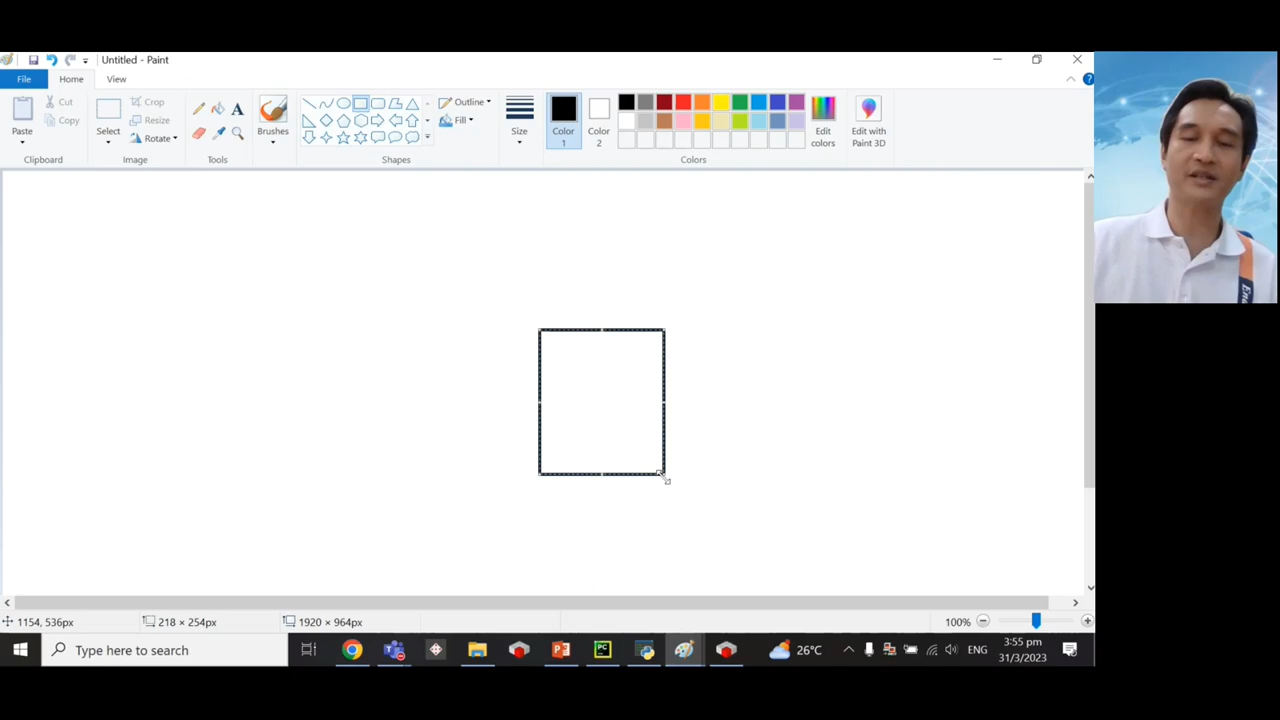 Untitled - Paint
File Home View
Paste
Cut
Copy
Clipboard
Select
Crop
Resize
Rotate
Image
A
Tools
Brushes
Shapes
Outline
Fill
Size
Color 1
Color 2
Edit colors
Colors
Edit with Paint 3D
1154, 536px 218 × 254px 1920 × 964px 100%
Type here to search 26°C ENG 3:55 pm
31/3/2023